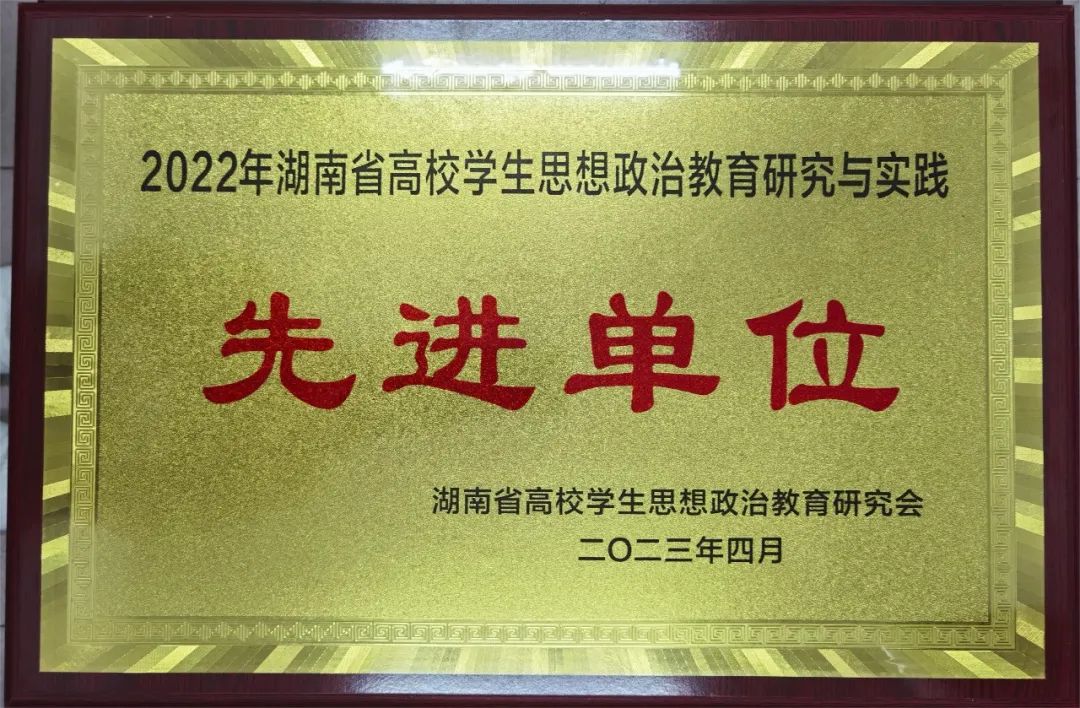 2022年湖南省高校学生思想政治教育研究与实践
先进单位
湖南省高校学生思想政治教育研究会
二〇二三年四月